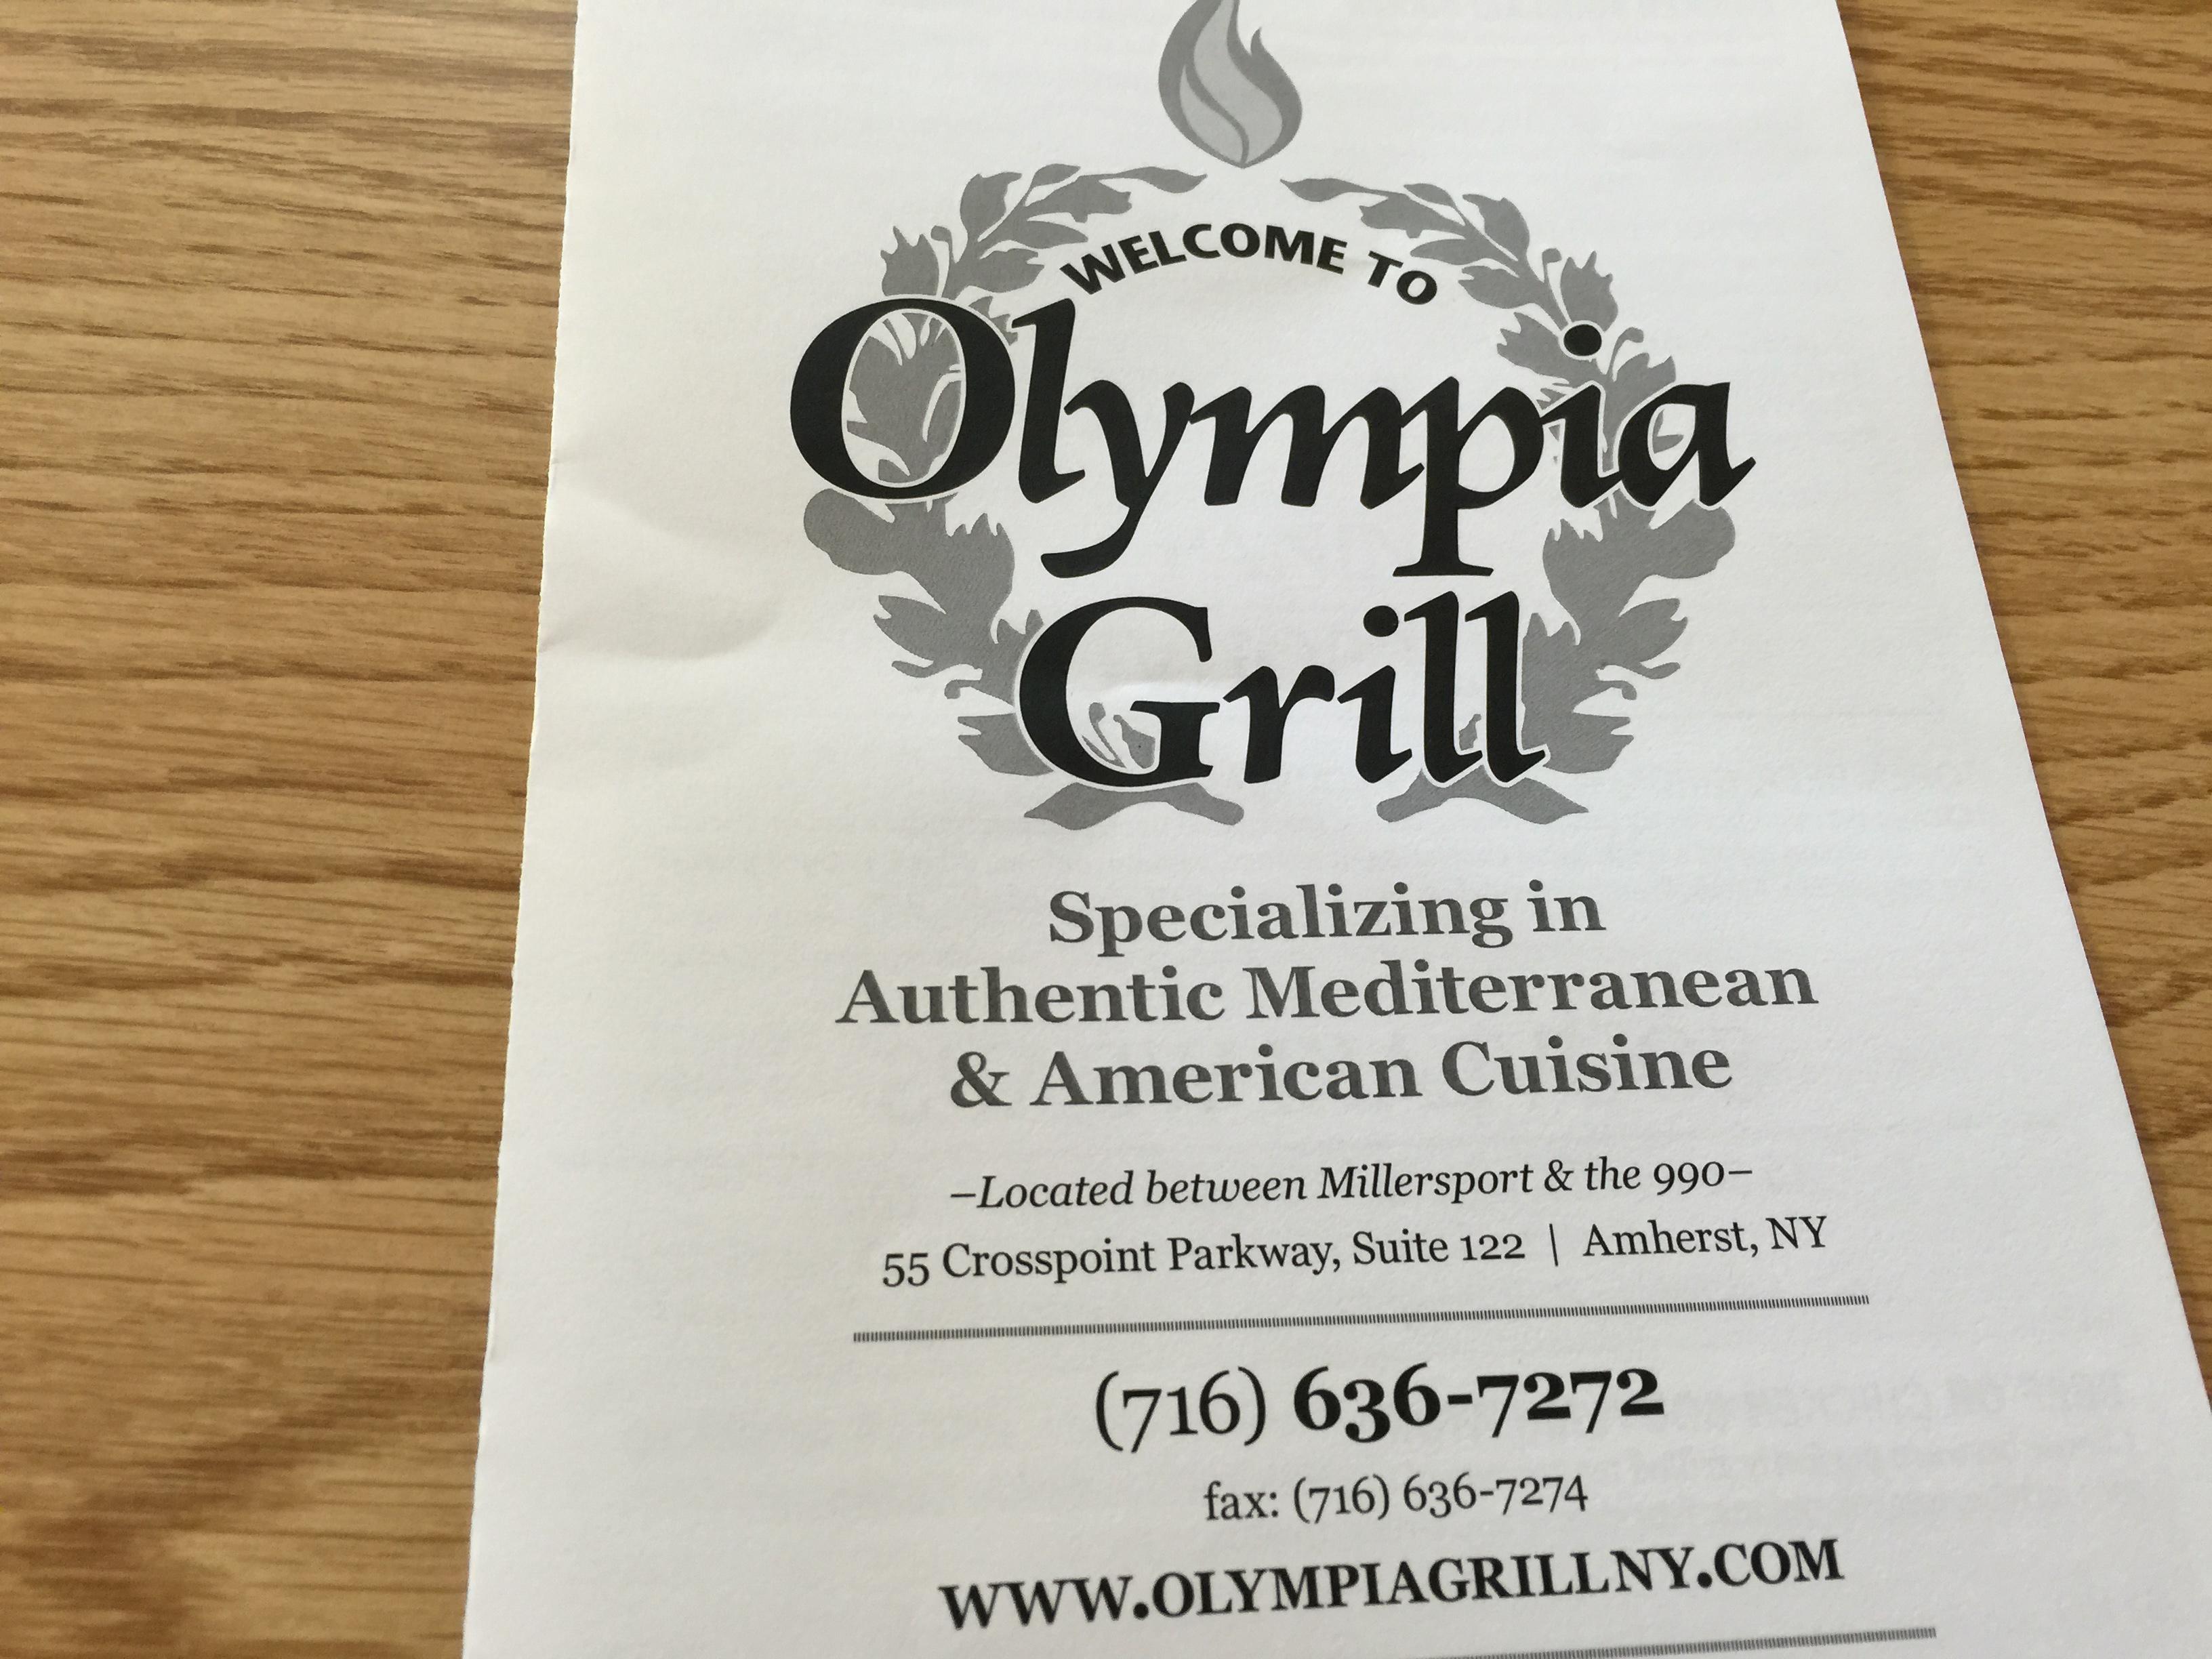 WELCOME TO
Olympia
Grill
Specializing in
Authentic Mediterranean
& American Cuisine
–Located between Millersport & the 990–
55 Crosspoint Parkway, Suite 122 | Amherst, NY
(716) 636-7272
fax: (716) 636-7274
WWW.OLYMPIAGRILLNY.COM